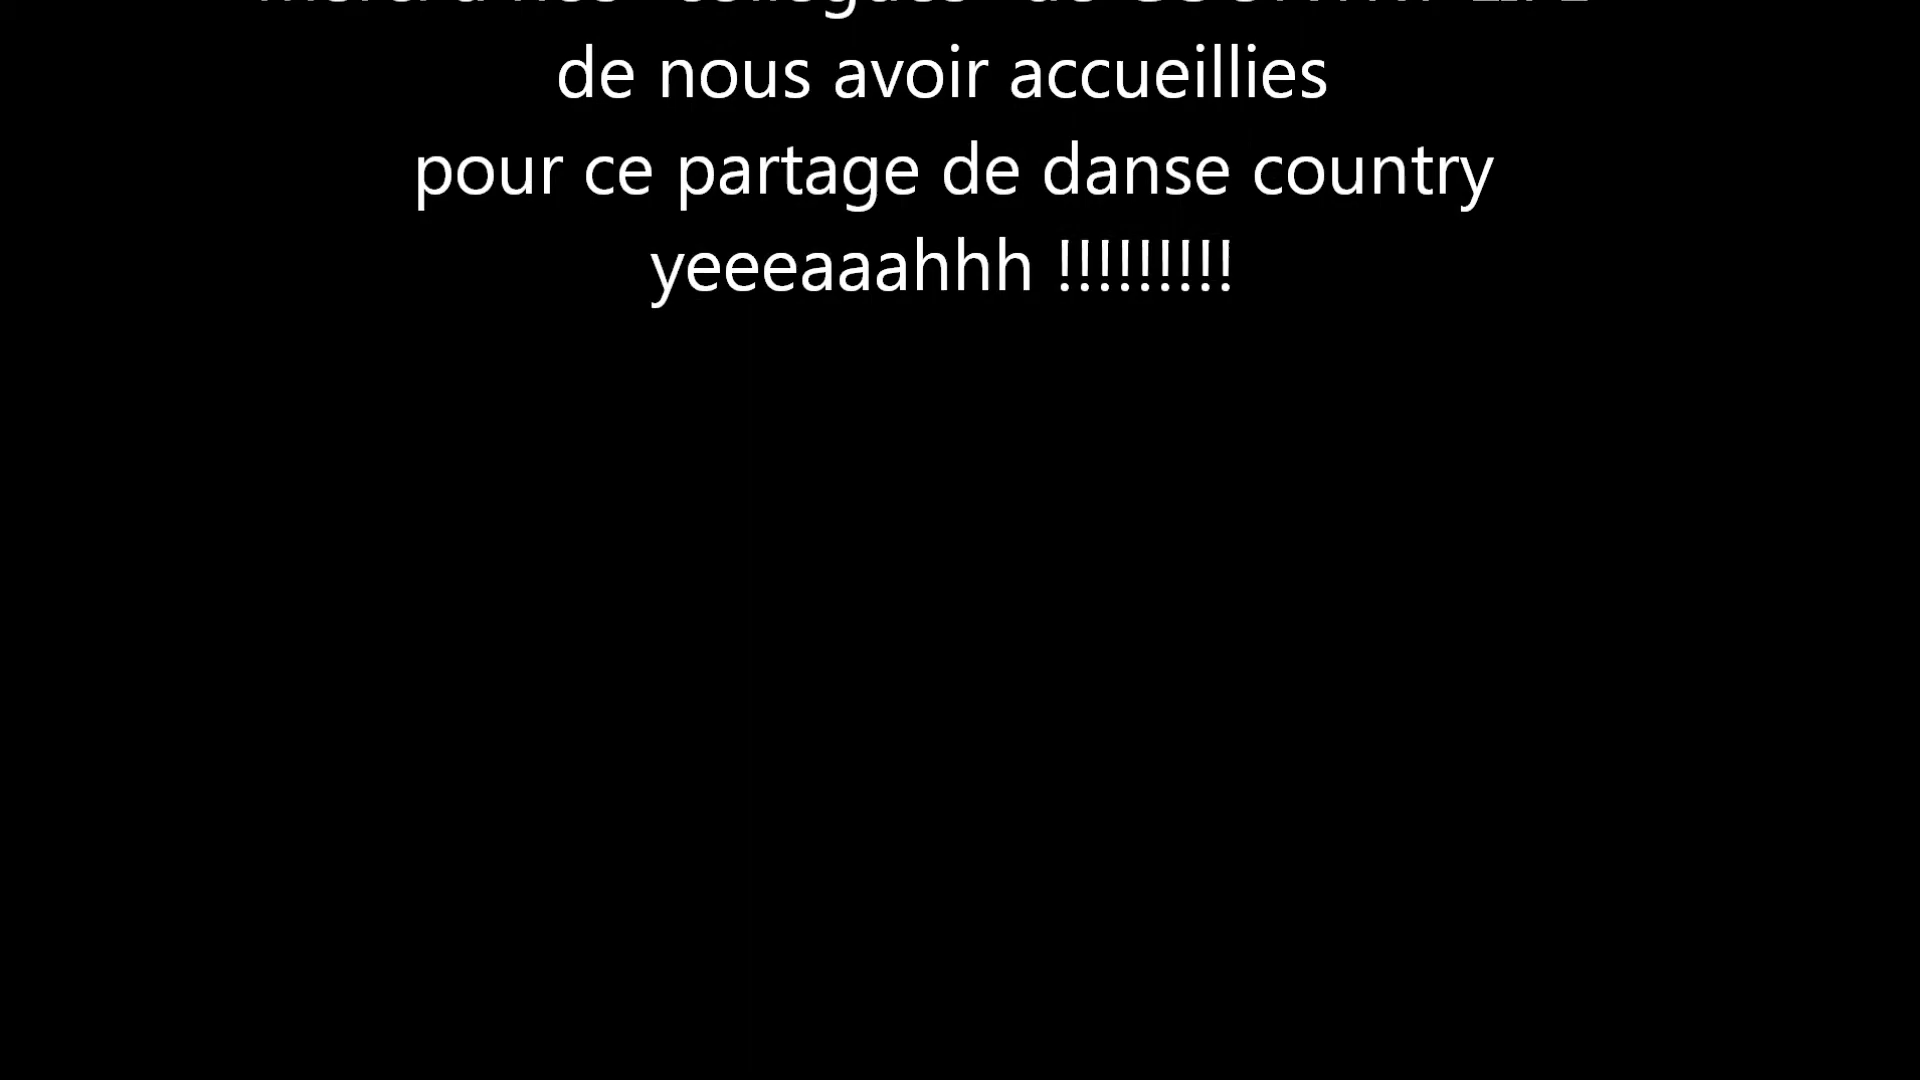 de nous avoir accueillies
pour ce partage de danse country
yeeeaaahhh !!!!!!!!!